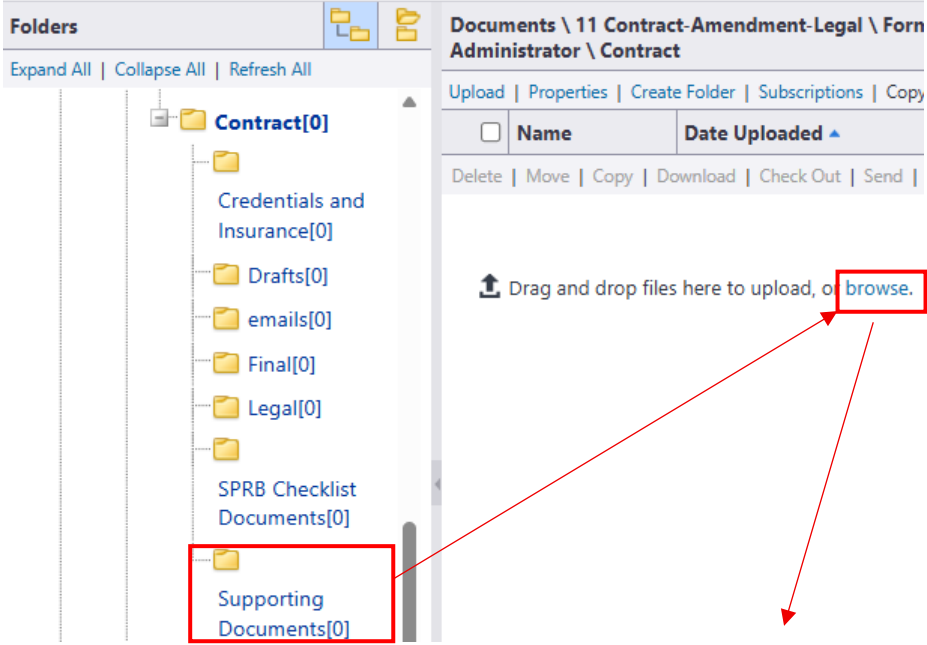 Folders
Expand All | Collapse All | Refresh All
Contract[0]
Credentials and
Insurance[0]
Drafts[0]
emails[0]
Final[0]
Legal[0]
SPRB Checklist
Documents[0]
Supporting
Documents[0]
Documents \ 11 Contract-Amendment-Legal \ Form
Administrator \ Contract
Upload | Properties | Create Folder | Subscriptions | Copy
Name Date Uploaded
Delete | Move | Copy | Download | Check Out | Send |
Drag and drop files here to upload, or browse.